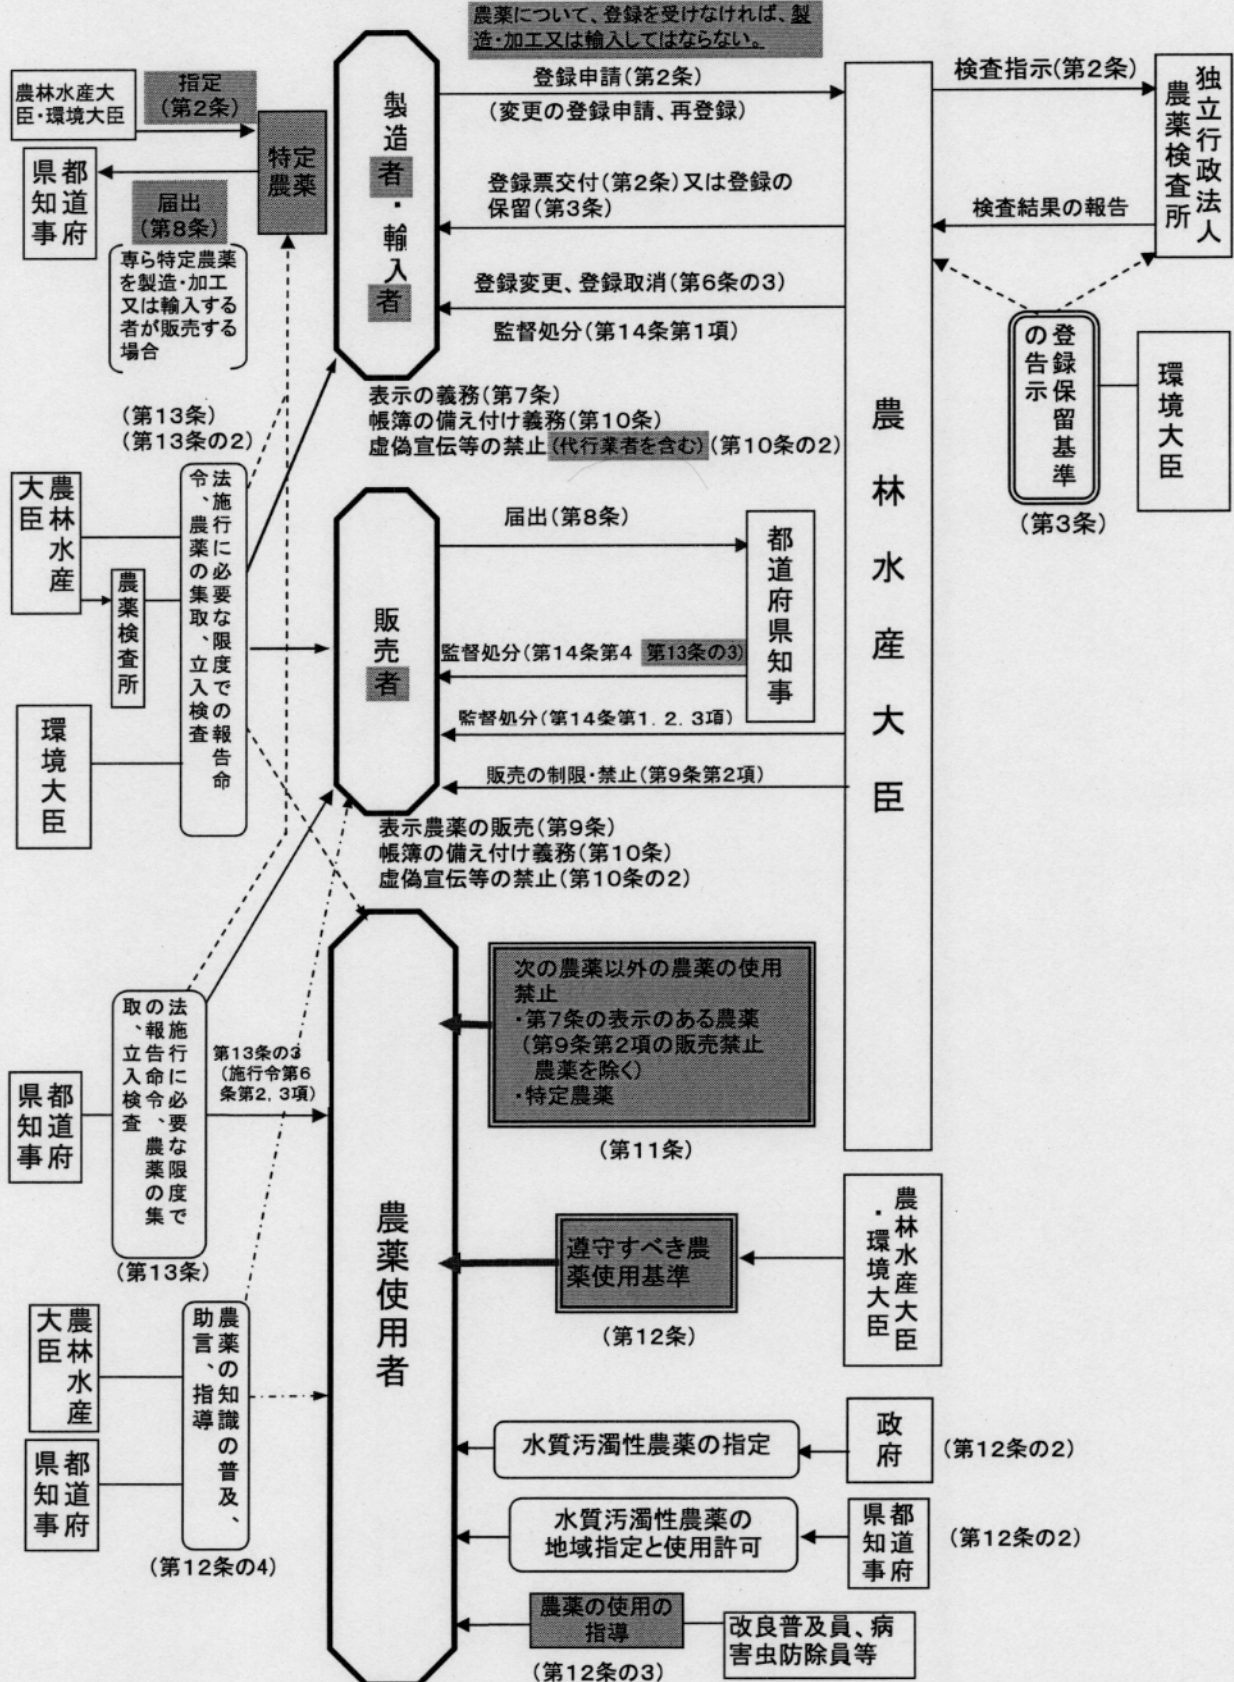 農薬について、登録を受けなければ、製
造・加工又は輸入してはならない。
農林水産大
臣・環境大臣
指定
(第2条)
特定
農薬
都道府
県知事
届出
(第8条)
専ら特定農薬
を製造・加工
又は輸入する
者が販売する
場合
製造者・輸入者
登録申請(第2条)
(変更の登録申請、再登録)
登録票交付(第2条)又は登録の
保留(第3条)
登録変更、登録取消(第6条の3)
監督処分(第14条第1項)
農林水産大臣
検査指示(第2条)
検査結果の報告
独立行政法人
農薬検査所
登録保留基準
の告示
(第3条)
環境大臣
表示の義務(第7条)
帳簿の備え付け義務(第10条)
虚偽宣伝等の禁止(代行業者を含む)(第10条の2)
(第13条)
(第13条の2)
農林水産
大臣
農薬検査所
環境大臣
法施行に必要な限度での報告命
令、農薬の集取、立入検査
販売者
届出(第8条)
都道府県知事
監督処分(第14条第4 第13条の3)
監督処分(第14条第1.2.3項)
販売の制限・禁止(第9条第2項)
表示農薬の販売(第9条)
帳簿の備え付け義務(第10条)
虚偽宣伝等の禁止(第10条の2)
都道府
県知事
法施行に必要な限度で
の報告命令、農薬の集
取、立入検査
(第13条)
第13条の3
(施行令第6
条第2,3項)
農薬使用者
次の農薬以外の農薬の使用
禁止
・第7条の表示のある農薬
(第9条第2項の販売禁止
農薬を除く)
・特定農薬
(第11条)
遵守すべき農
薬使用基準
(第12条)
農林水産大臣
・環境大臣
農林水産
大臣
都道府
県知事
農薬の知識の普及、
助言、指導
(第12条の4)
水質汚濁性農薬の指定
政府
(第12条の2)
水質汚濁性農薬の
地域指定と使用許可
都道府
県知事
(第12条の2)
農薬の使用の
指導
(第12条の3)
改良普及員、病
害虫防除員等